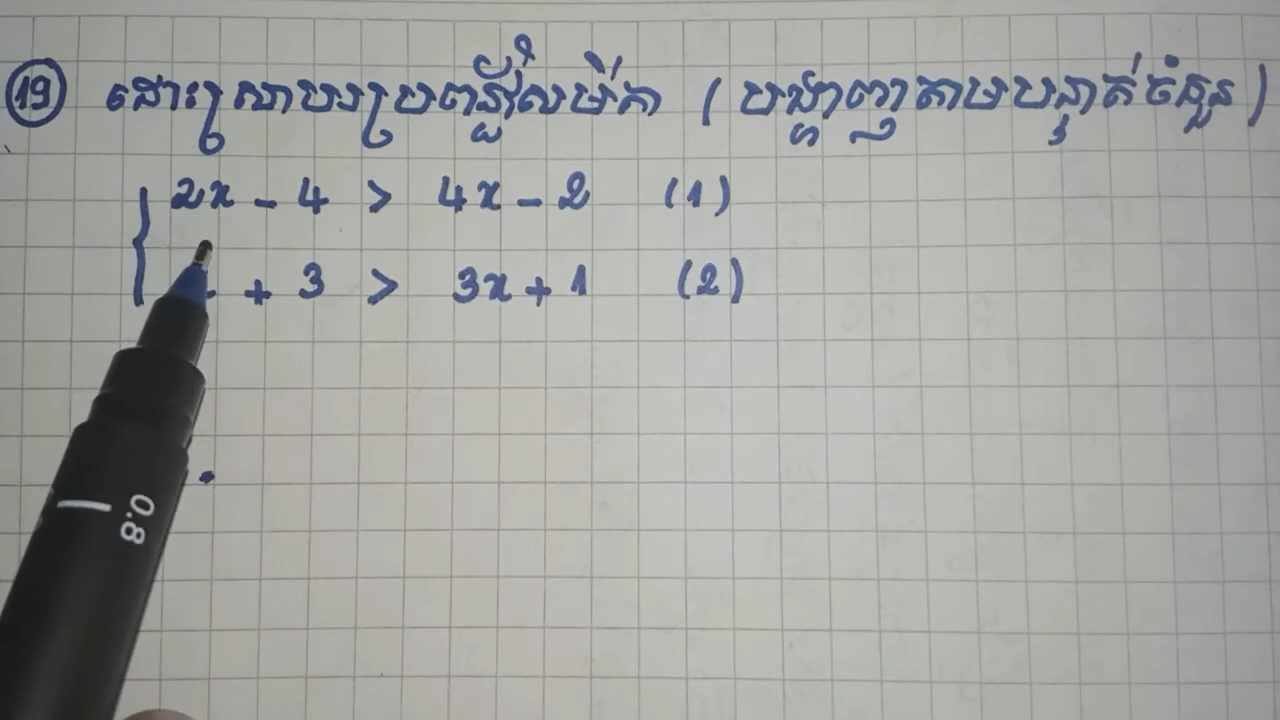 19 ដោះស្រាយប្រព័ន្ធវិសមីការ (បង្ហាញតាមបន្ទាត់ចំនួន)
2x - 4 > 4x - 2 (1)
+ 3 > 3x + 1 (2)
0.8